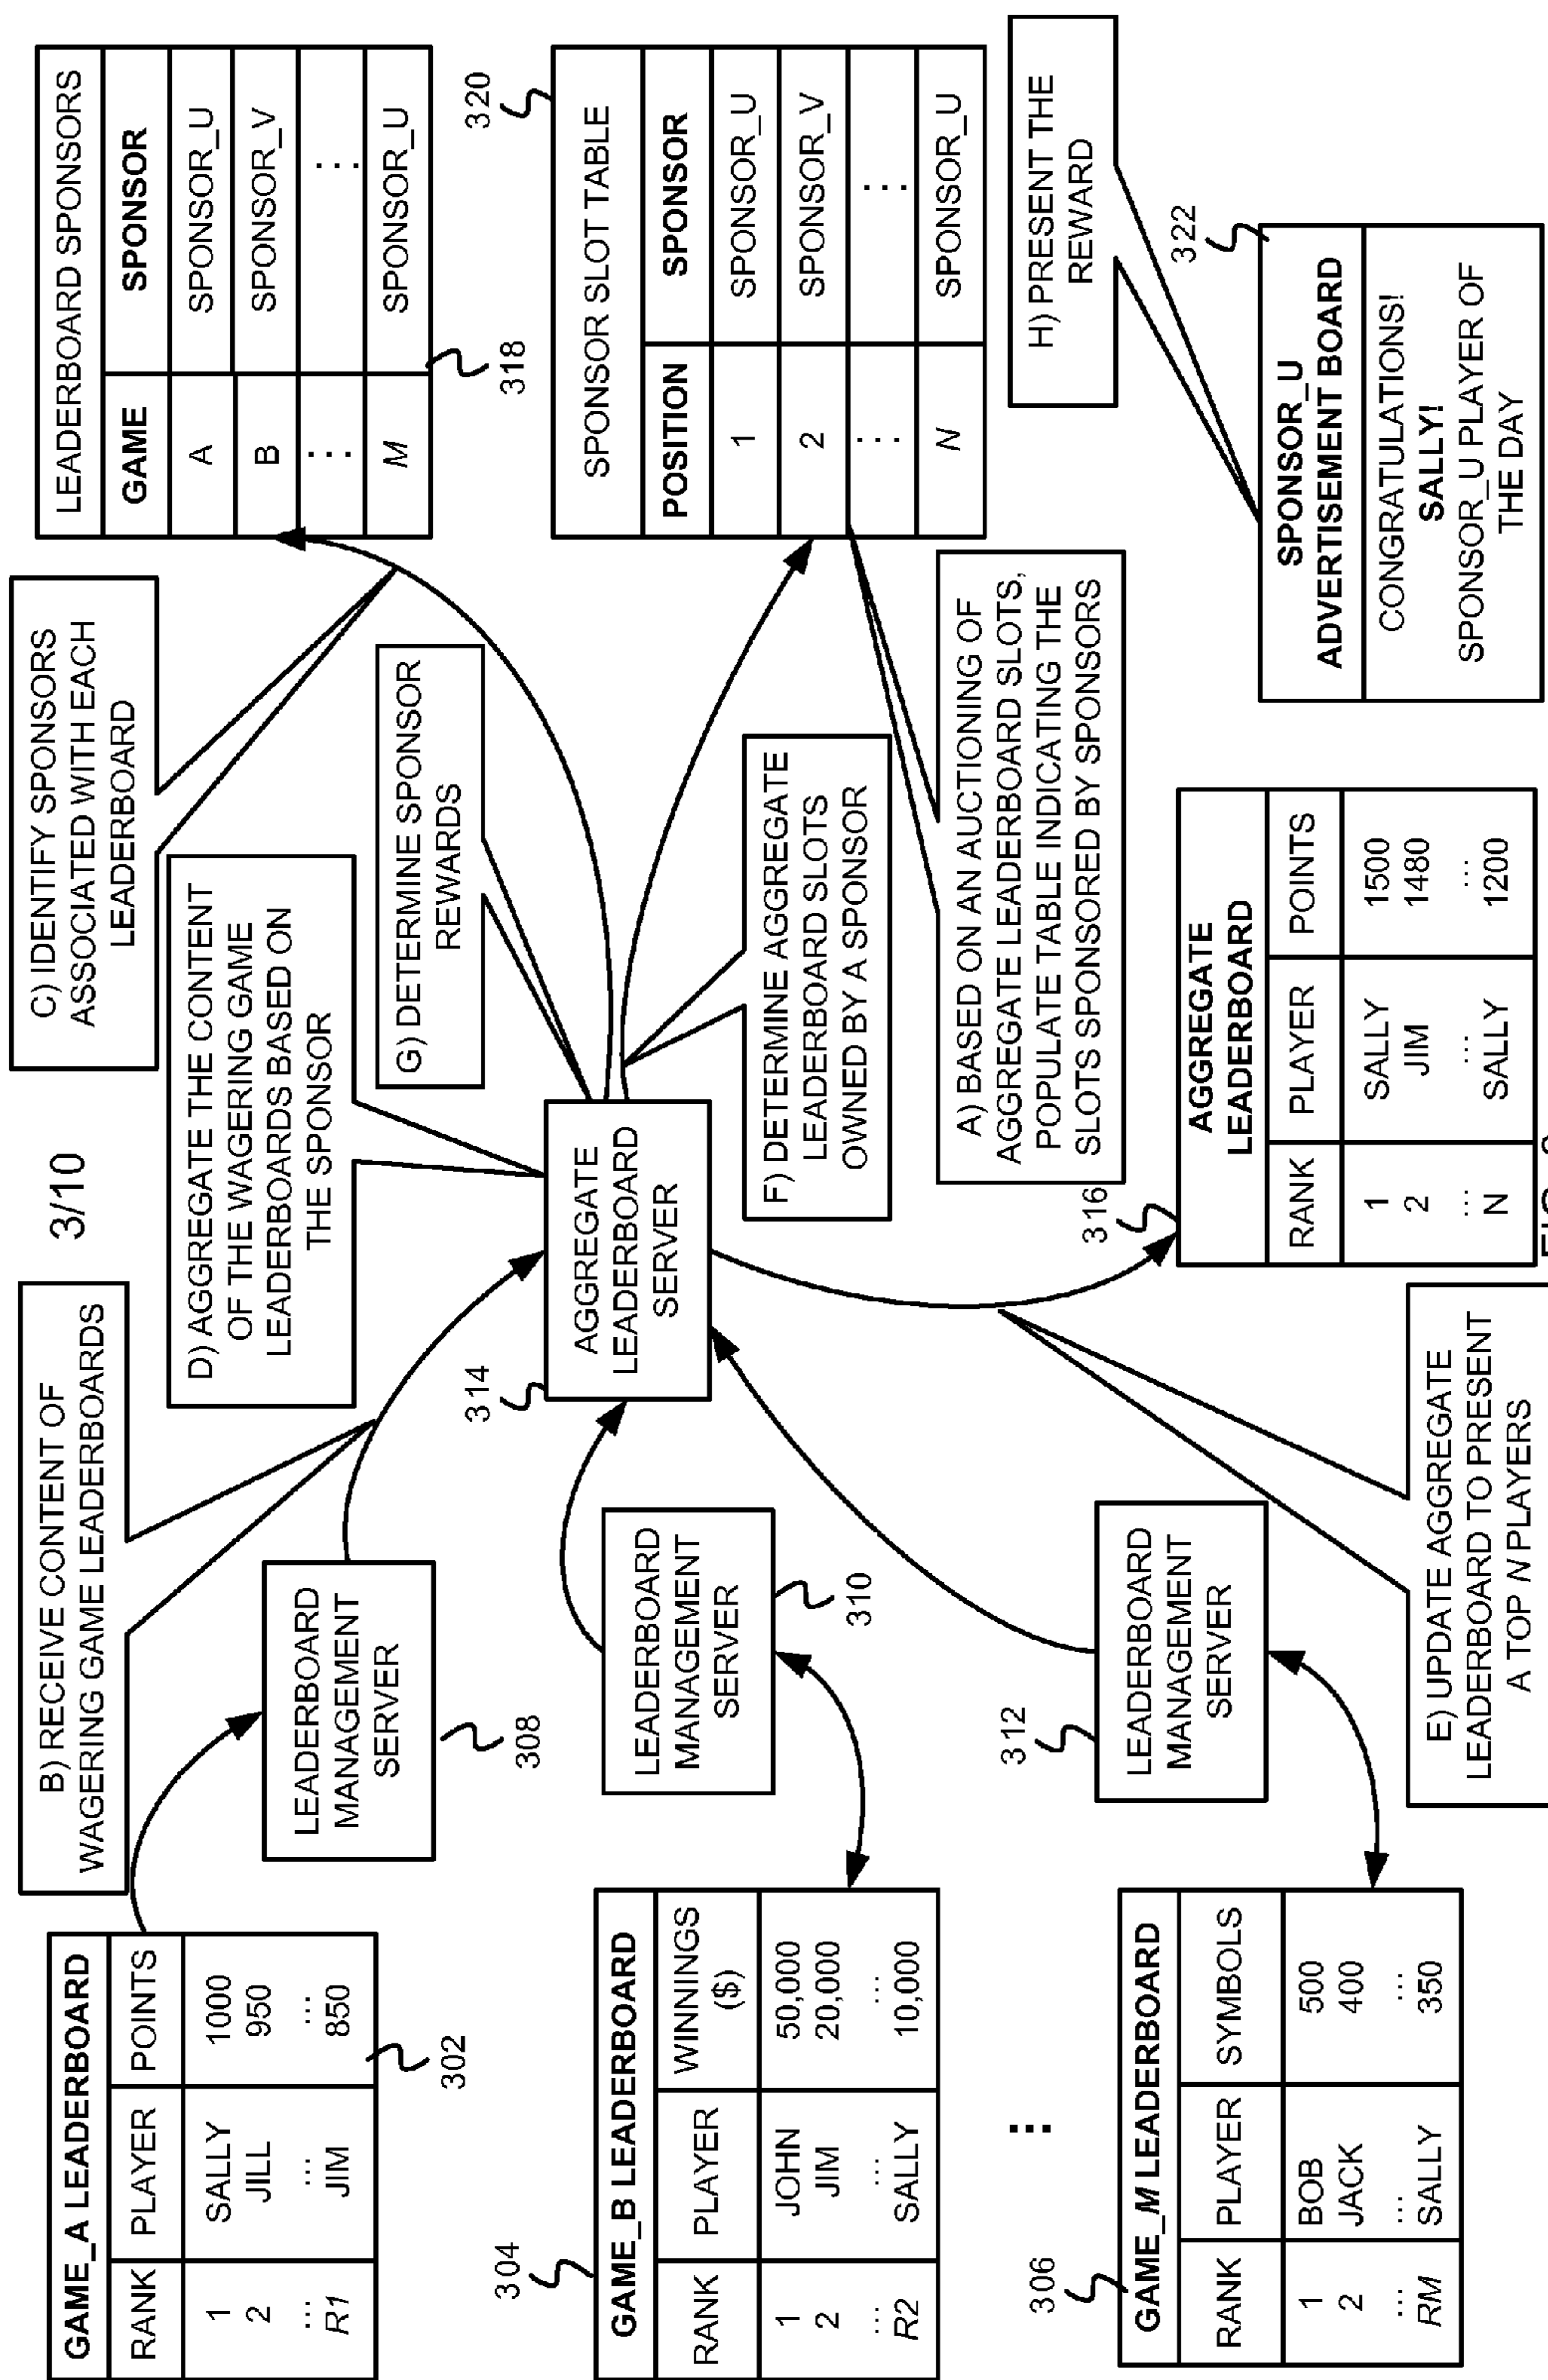 3/10
B) RECEIVE CONTENT OF
WAGERING GAME LEADERBOARDS
C) IDENTIFY SPONSORS
ASSOCIATED WITH EACH
LEADERBOARD
D) AGGREGATE THE CONTENT
OF THE WAGERING GAME
LEADERBOARDS BASED ON
THE SPONSOR
G) DETERMINE SPONSOR
REWARDS
F) DETERMINE AGGREGATE
LEADERBOARD SLOTS
OWNED BY A SPONSOR
A) BASED ON AN AUCTIONING OF
AGGREGATE LEADERBOARD SLOTS,
POPULATE TABLE INDICATING THE
SLOTS SPONSORED BY SPONSORS
E) UPDATE AGGREGATE
LEADERBOARD TO PRESENT
A TOP N PLAYERS
H) PRESENT THE
REWARD
GAME_A LEADERBOARD
RANK PLAYER POINTS
1 SALLY 1000
2 JILL 950
... ... ...
R1 JIM 850
302
LEADERBOARD
MANAGEMENT
SERVER
308
304
GAME_B LEADERBOARD
RANK PLAYER WINNINGS
($)
1 JOHN 50,000
2 JIM 20,000
... ... ...
R2 SALLY 10,000
LEADERBOARD
MANAGEMENT
SERVER
310
...
306
GAME_M LEADERBOARD
RANK PLAYER SYMBOLS
1 BOB 500
2 JACK 400
... ... ...
RM SALLY 350
312
LEADERBOARD
MANAGEMENT
SERVER
314
AGGREGATE
LEADERBOARD
SERVER
316
AGGREGATE
LEADERBOARD
RANK PLAYER POINTS
1 SALLY 1500
2 JIM 1480
... ... ...
N SALLY 1200
LEADERBOARD SPONSORS
GAME SPONSOR
A SPONSOR_U
B SPONSOR_V
... ...
M SPONSOR_U
318
320
SPONSOR SLOT TABLE
POSITION SPONSOR
1 SPONSOR_U
2 SPONSOR_V
... ...
N SPONSOR_U
322
SPONSOR_U
ADVERTISEMENT BOARD
CONGRATULATIONS!
SALLY!
SPONSOR_U PLAYER OF
THE DAY
FIG.